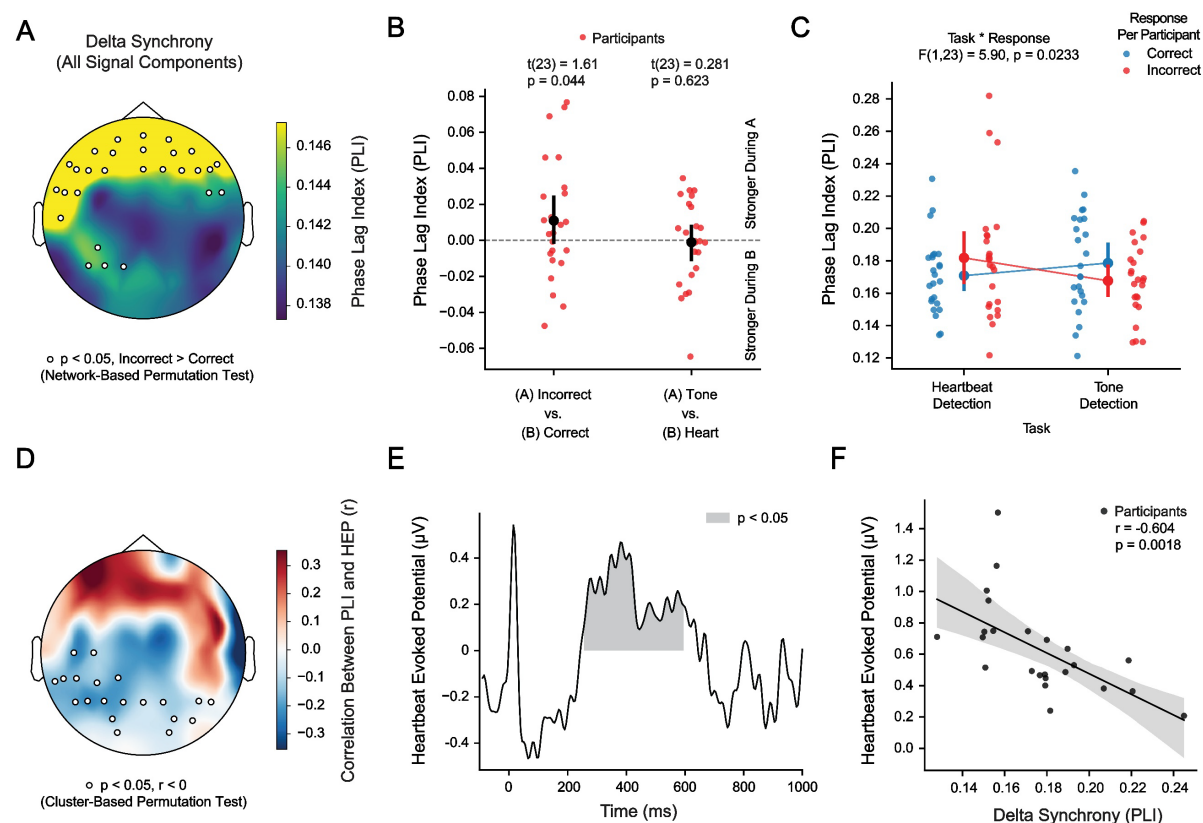 A
Delta Synchrony
(All Signal Components)
0.146
0.144
0.142
0.140
0.138
Phase Lag Index (PLI)
p < 0.05, Incorrect > Correct
(Network-Based Permutation Test)
B
Participants
t(23) = 1.61
p = 0.044
t(23) = 0.281
p = 0.623
0.08
0.06
0.04
0.02
0.00
−0.02
−0.04
−0.06
Phase Lag Index (PLI)
Stronger During A
Stronger During B
(A) Incorrect
vs.
(B) Correct
(A) Tone
vs.
(B) Heart
C
Response
Per Participant
Correct
Incorrect
Task * Response
F(1,23) = 5.90, p = 0.0233
0.28
0.26
0.24
0.22
0.20
0.18
0.16
0.14
0.12
Phase Lag Index (PLI)
Heartbeat
Detection
Tone
Detection
Task
D
0.3
0.2
0.1
0.0
−0.1
−0.2
−0.3
Correlation Between PLI and HEP (r)
p < 0.05, r < 0
(Cluster-Based Permutation Test)
E
p < 0.05
0.4
0.2
0
−0.2
−0.4
Heartbeat Evoked Potential (μV)
0
200
400
600
800
1000
Time (ms)
F
Participants
r = -0.604
p = 0.0018
1.4
1.2
1.0
0.8
0.6
0.4
0.2
0.0
Heartbeat Evoked Potential (μV)
0.14
0.16
0.18
0.20
0.22
0.24
Delta Synchrony (PLI)